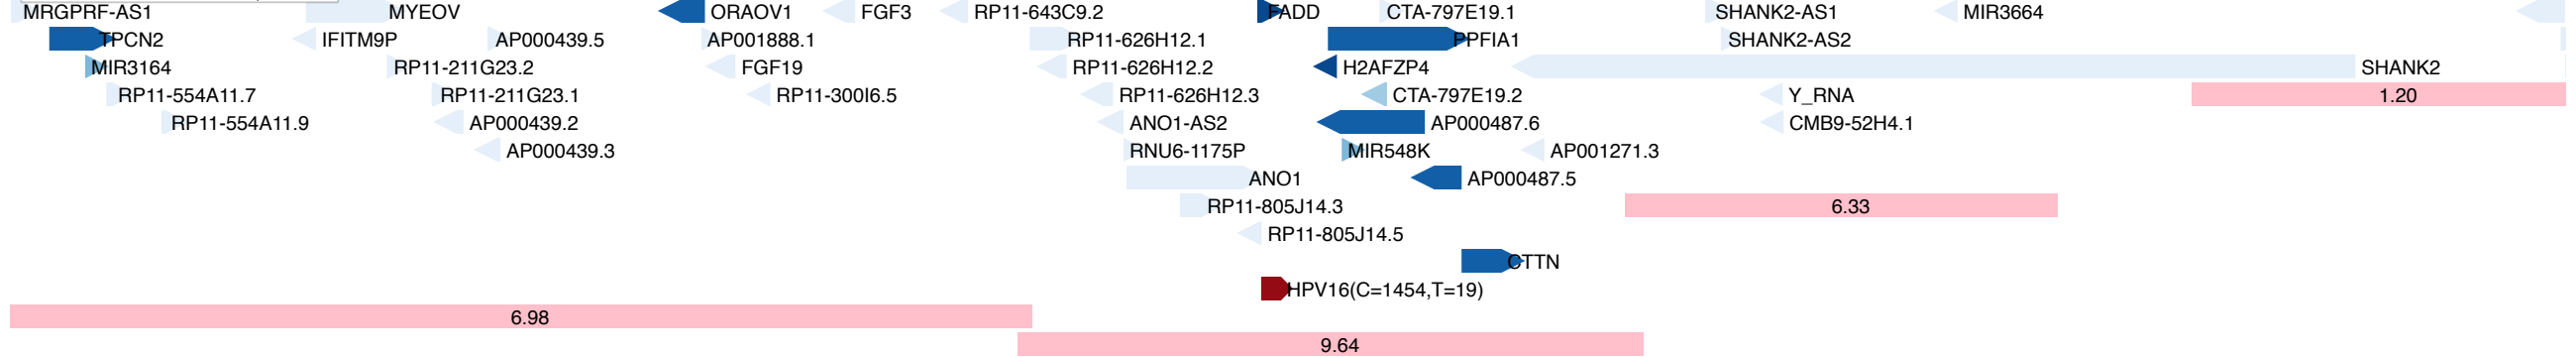 MRGPRF-AS1 MYEOV ORAOV1 FGF3 RP11-643C9.2 FADD CTA-797E19.1 SHANK2-AS1 MIR3664
TPCN2 IFITM9P AP000439.5 AP001888.1 RP11-626H12.1 PPFIA1 SHANK2-AS2
MIR3164 RP11-211G23.2 FGF19 RP11-626H12.2 H2AFZP4 SHANK2
RP11-554A11.7 RP11-211G23.1 RP11-300I6.5 RP11-626H12.3 CTA-797E19.2 Y_RNA 1.20
RP11-554A11.9 AP000439.2 ANO1-AS2 AP000487.6 CMB9-52H4.1
AP000439.3 RNU6-1175P MIR548K AP001271.3
ANO1 AP000487.5
RP11-805J14.3 6.33
RP11-805J14.5
CTTN
HPV16(C=1454,T=19)
6.98
9.64